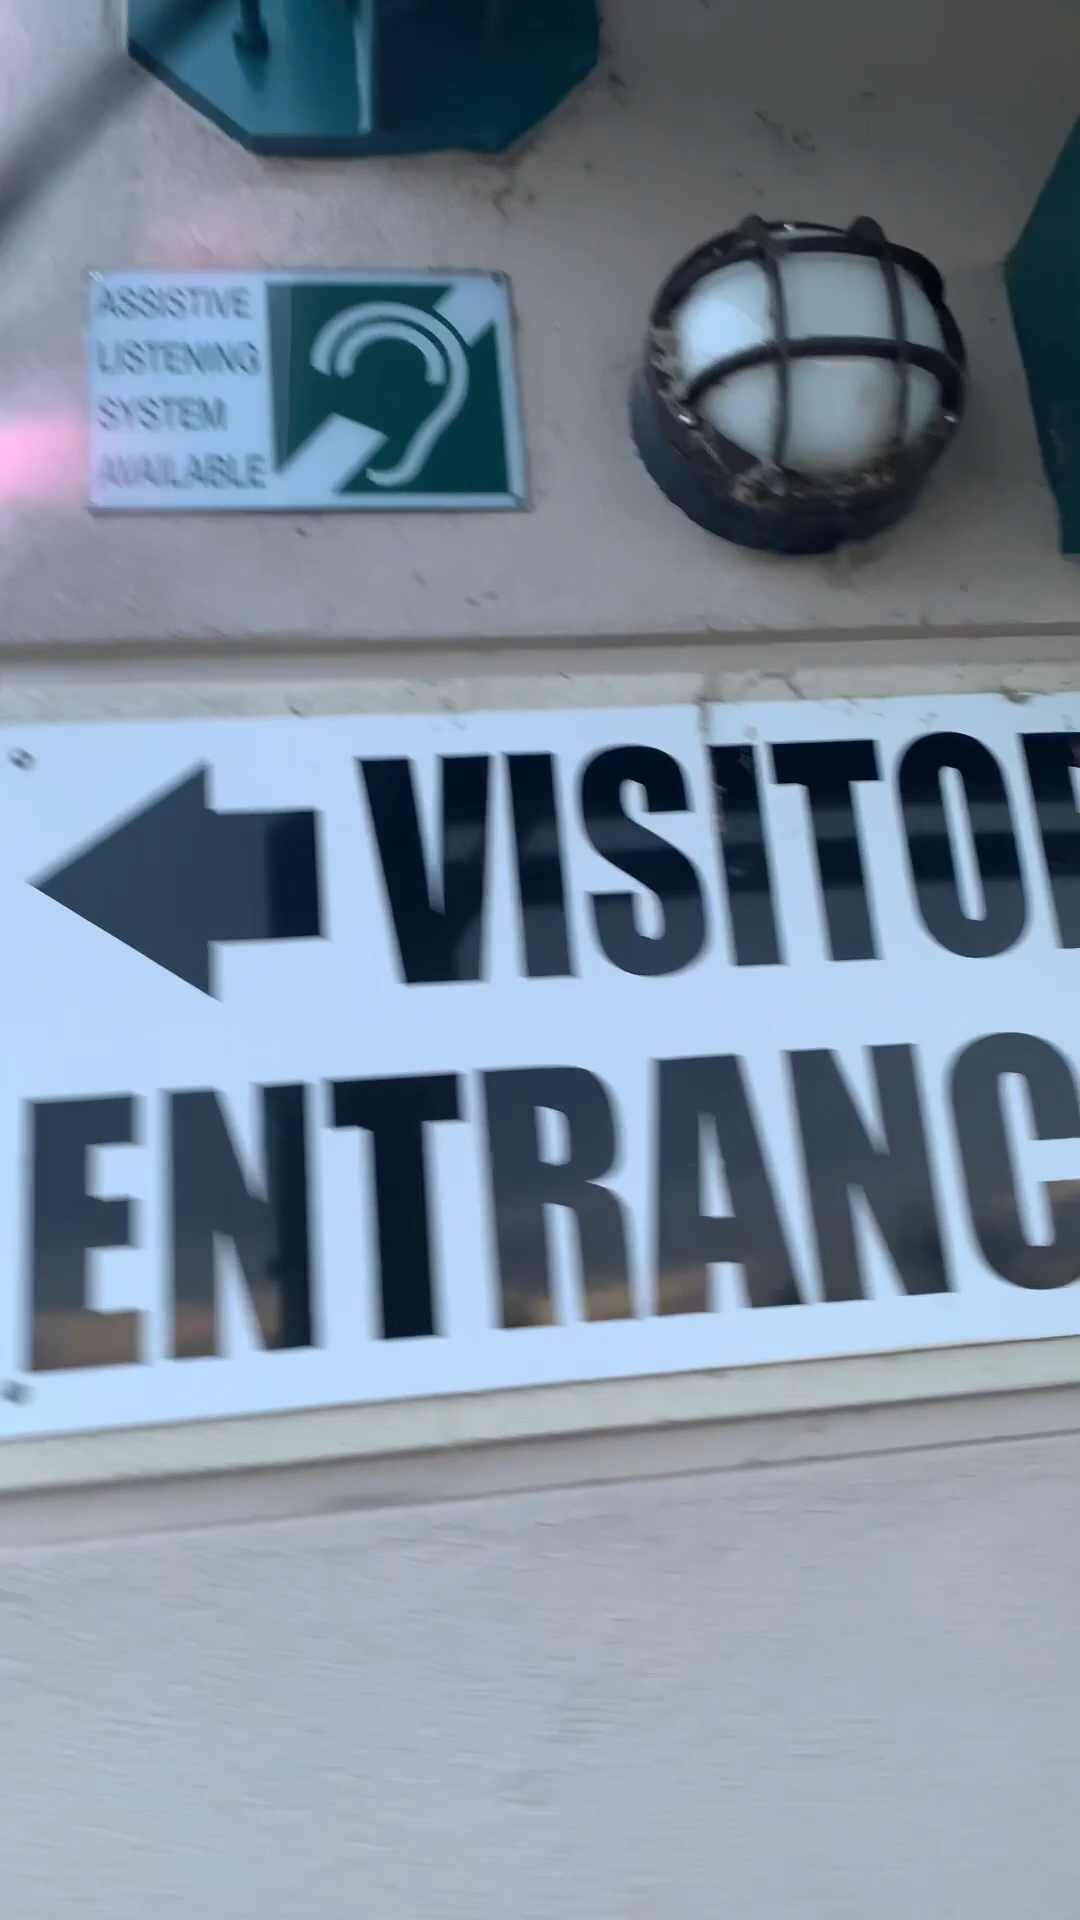 ASSISTIVE
LISTENING
SYSTEM
AVAILABLE
VISITOR
ENTRANC